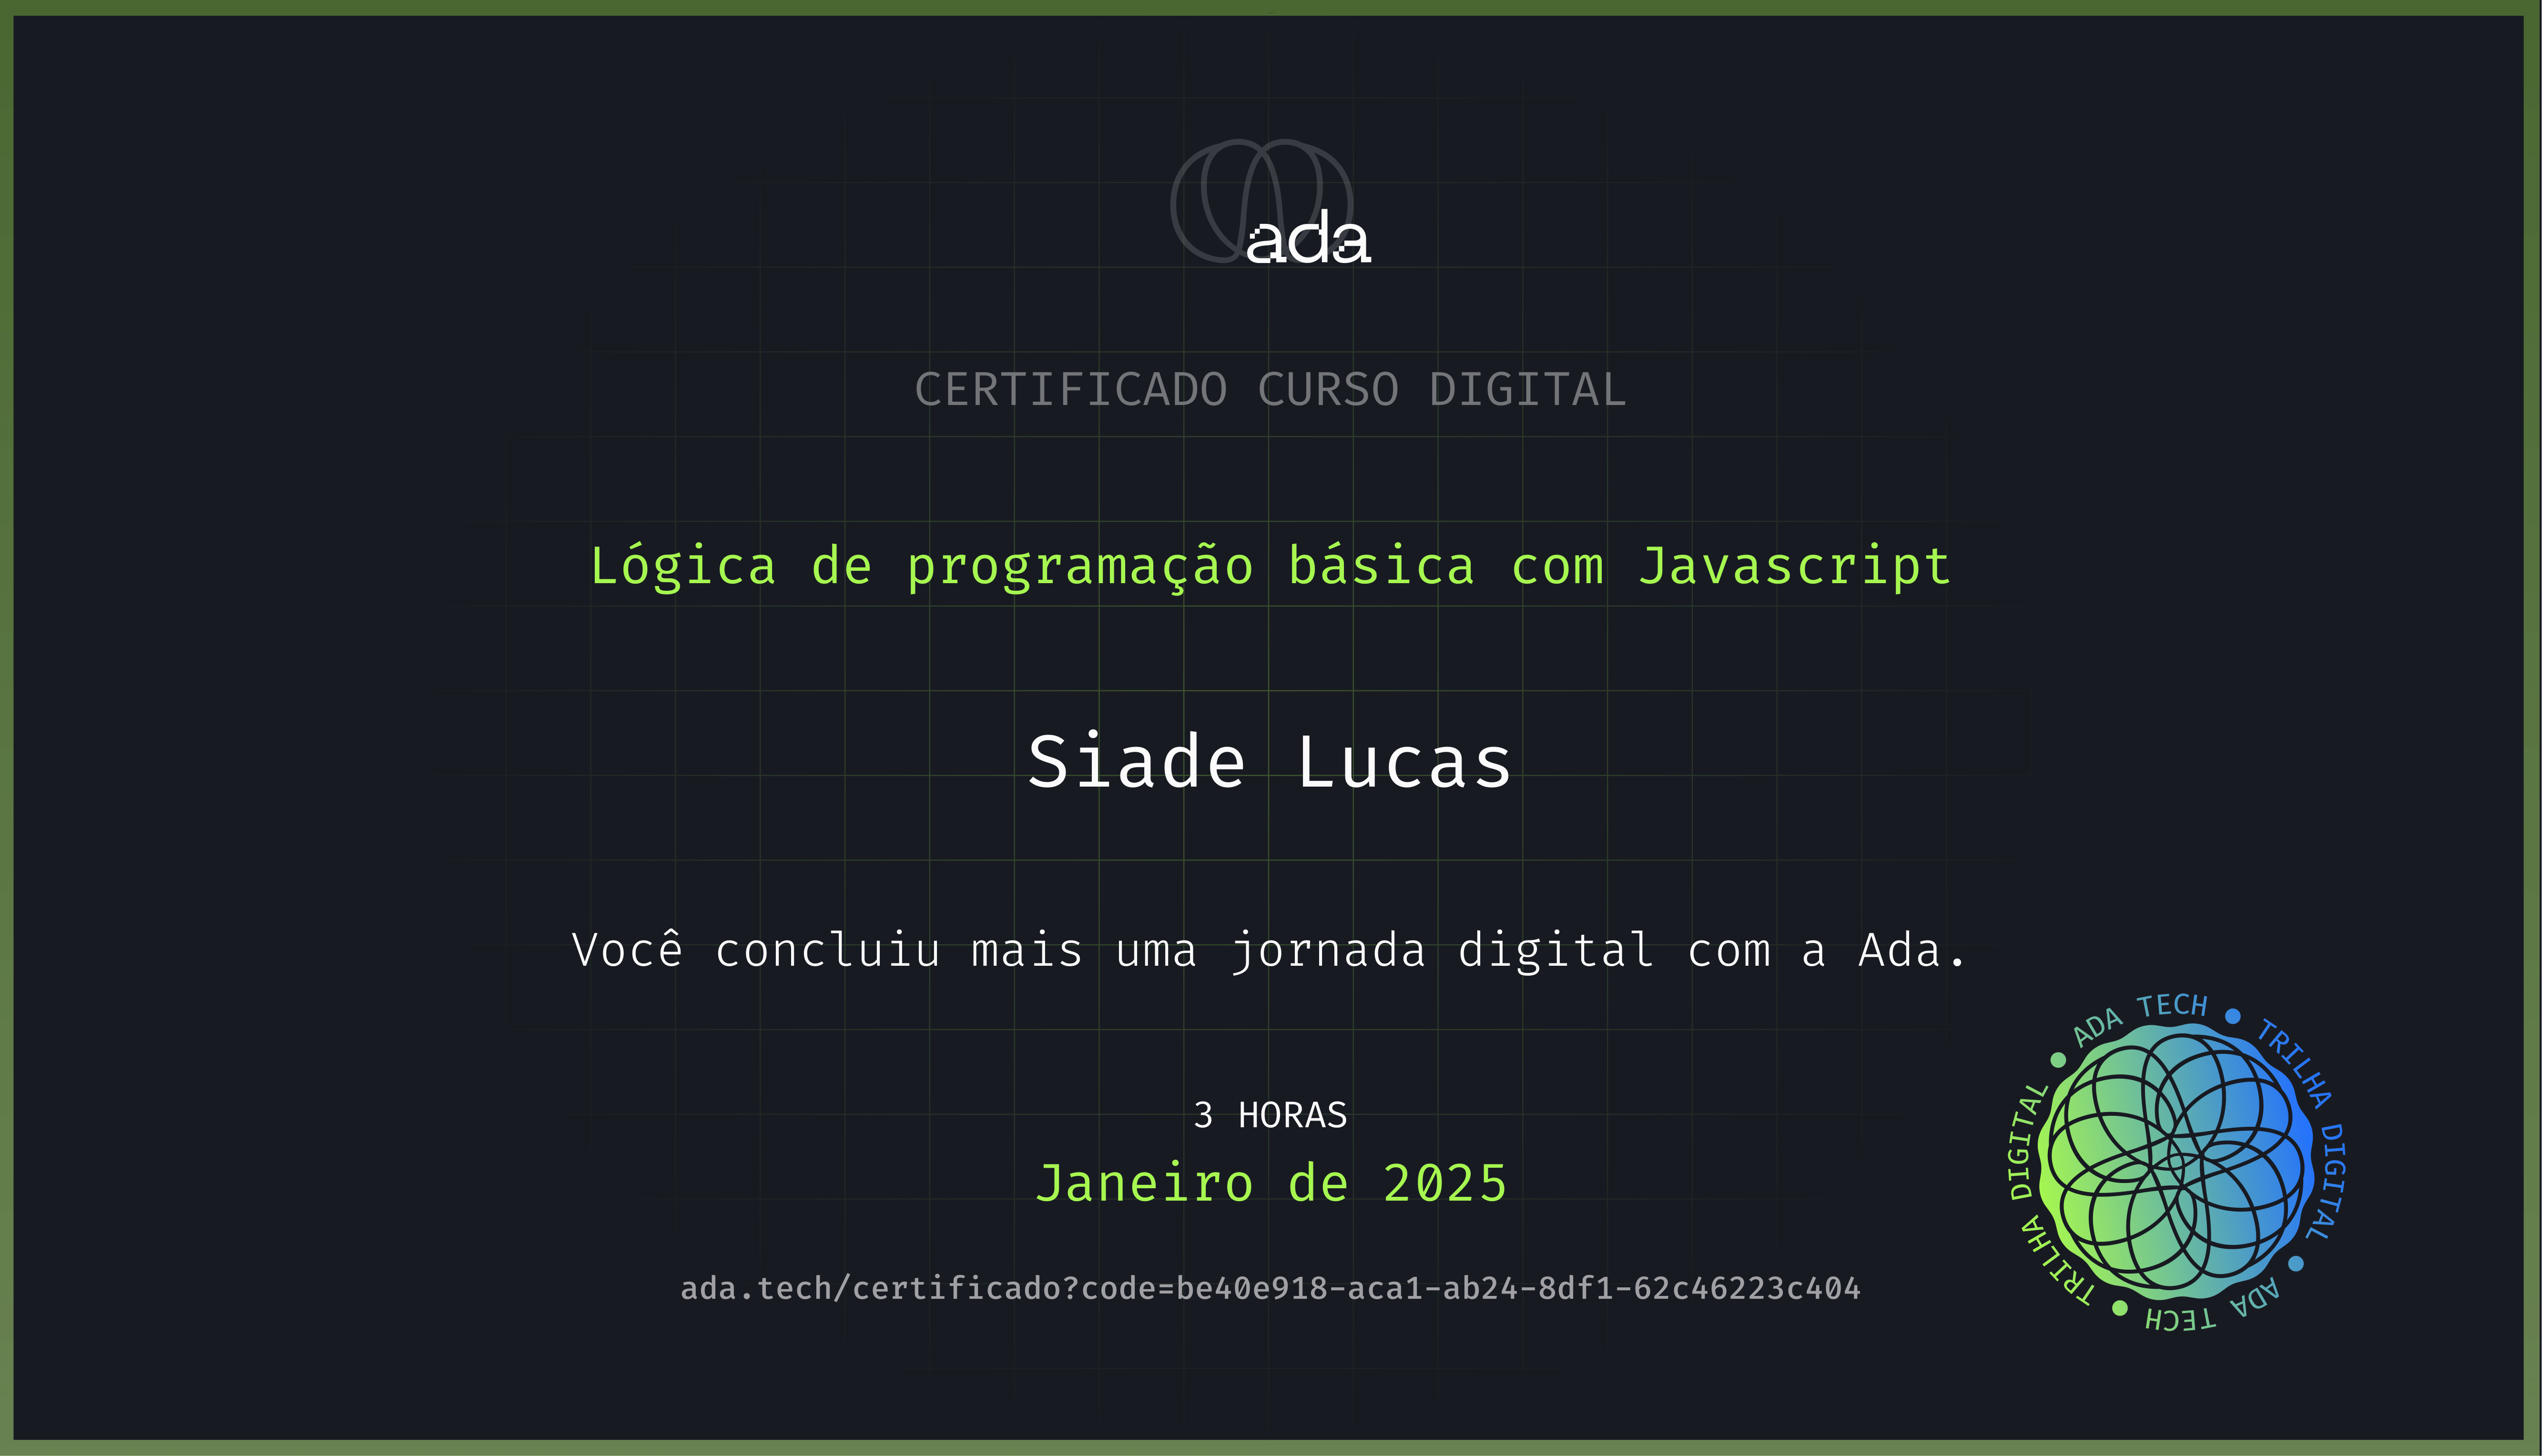 ada
CERTIFICADO CURSO DIGITAL
Lógica de programação básica com Javascript
Siade Lucas
Você concluiu mais uma jornada digital com a Ada.
3 HORAS
Janeiro de 2025
ada.tech/certificado?code=be40e918-aca1-ab24-8df1-62c46223c404
ADA TECH • TRILHA DIGITAL • ADA TECH • TRILHA DIGITAL •